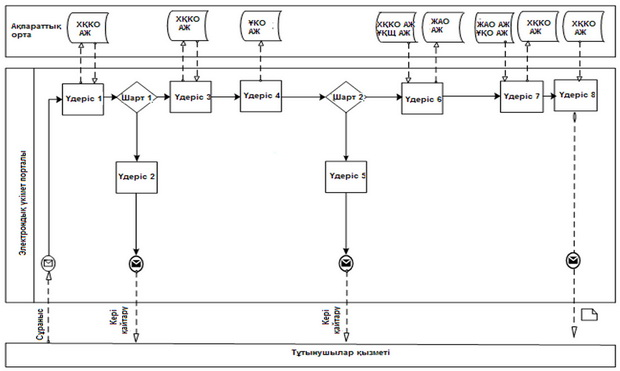 Ақпараттық
орта
ХҚКО
АЖ
ХҚКО
АЖ
ҰКО
АЖ
ХҚКО АЖ
ҰҚЩ АЖ
ЖАО
АЖ
ЖАО АЖ
ҰҚО АЖ
ХҚКО
АЖ
ХҚКО
АЖ
Электрондық үкімет порталы
Үдеріс 1
Шарт 1
Үдеріс 3
Үдеріс 4
Шарт 2
Үдеріс 6
Үдеріс 7
Үдеріс 8
Үдеріс 2
Үдеріс 5
Сұраныс
Кері
қайтару
Кері
қайтару
Тұтынушылар қызметі